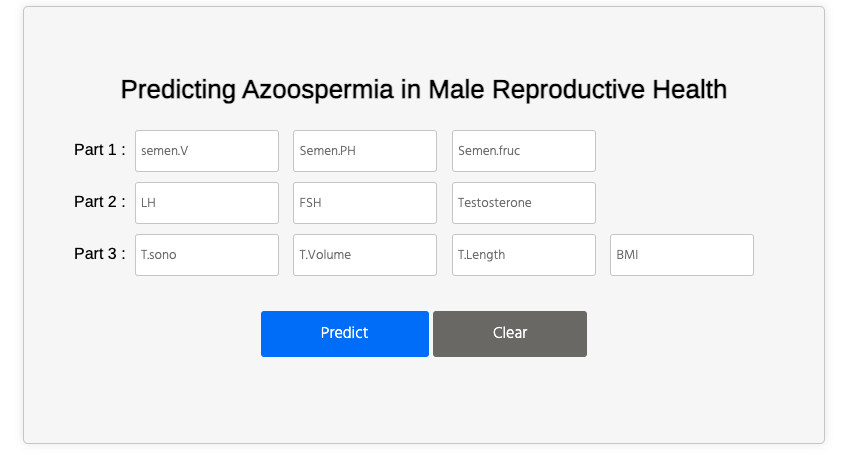 Predicting Azoospermia in Male Reproductive Health
Part 1 : semen.V Semen.PH Semen.fruc
Part 2 : LH FSH Testosterone
Part 3 : T.sono T.Volume T.Length BMI
Predict Clear